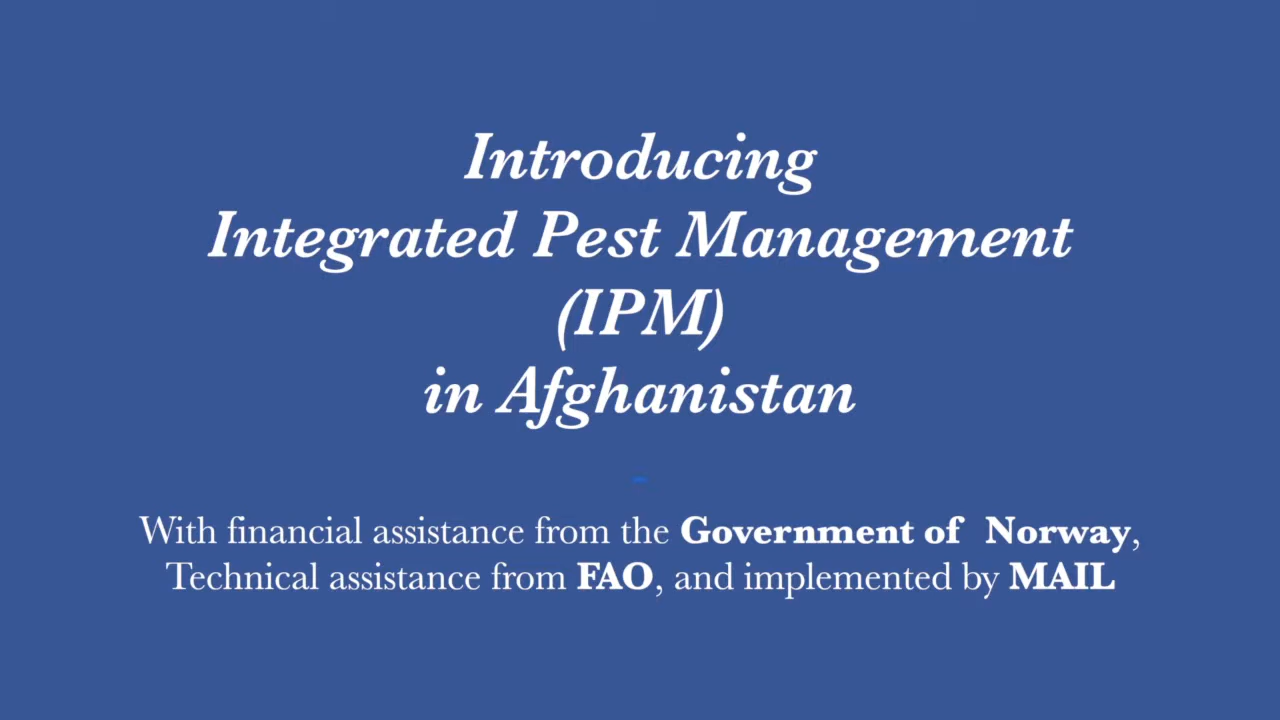 Introducing
Integrated Pest Management
(IPM)
in Afghanistan
With financial assistance from the Government of  Norway,
Technical assistance from FAO, and implemented by MAIL